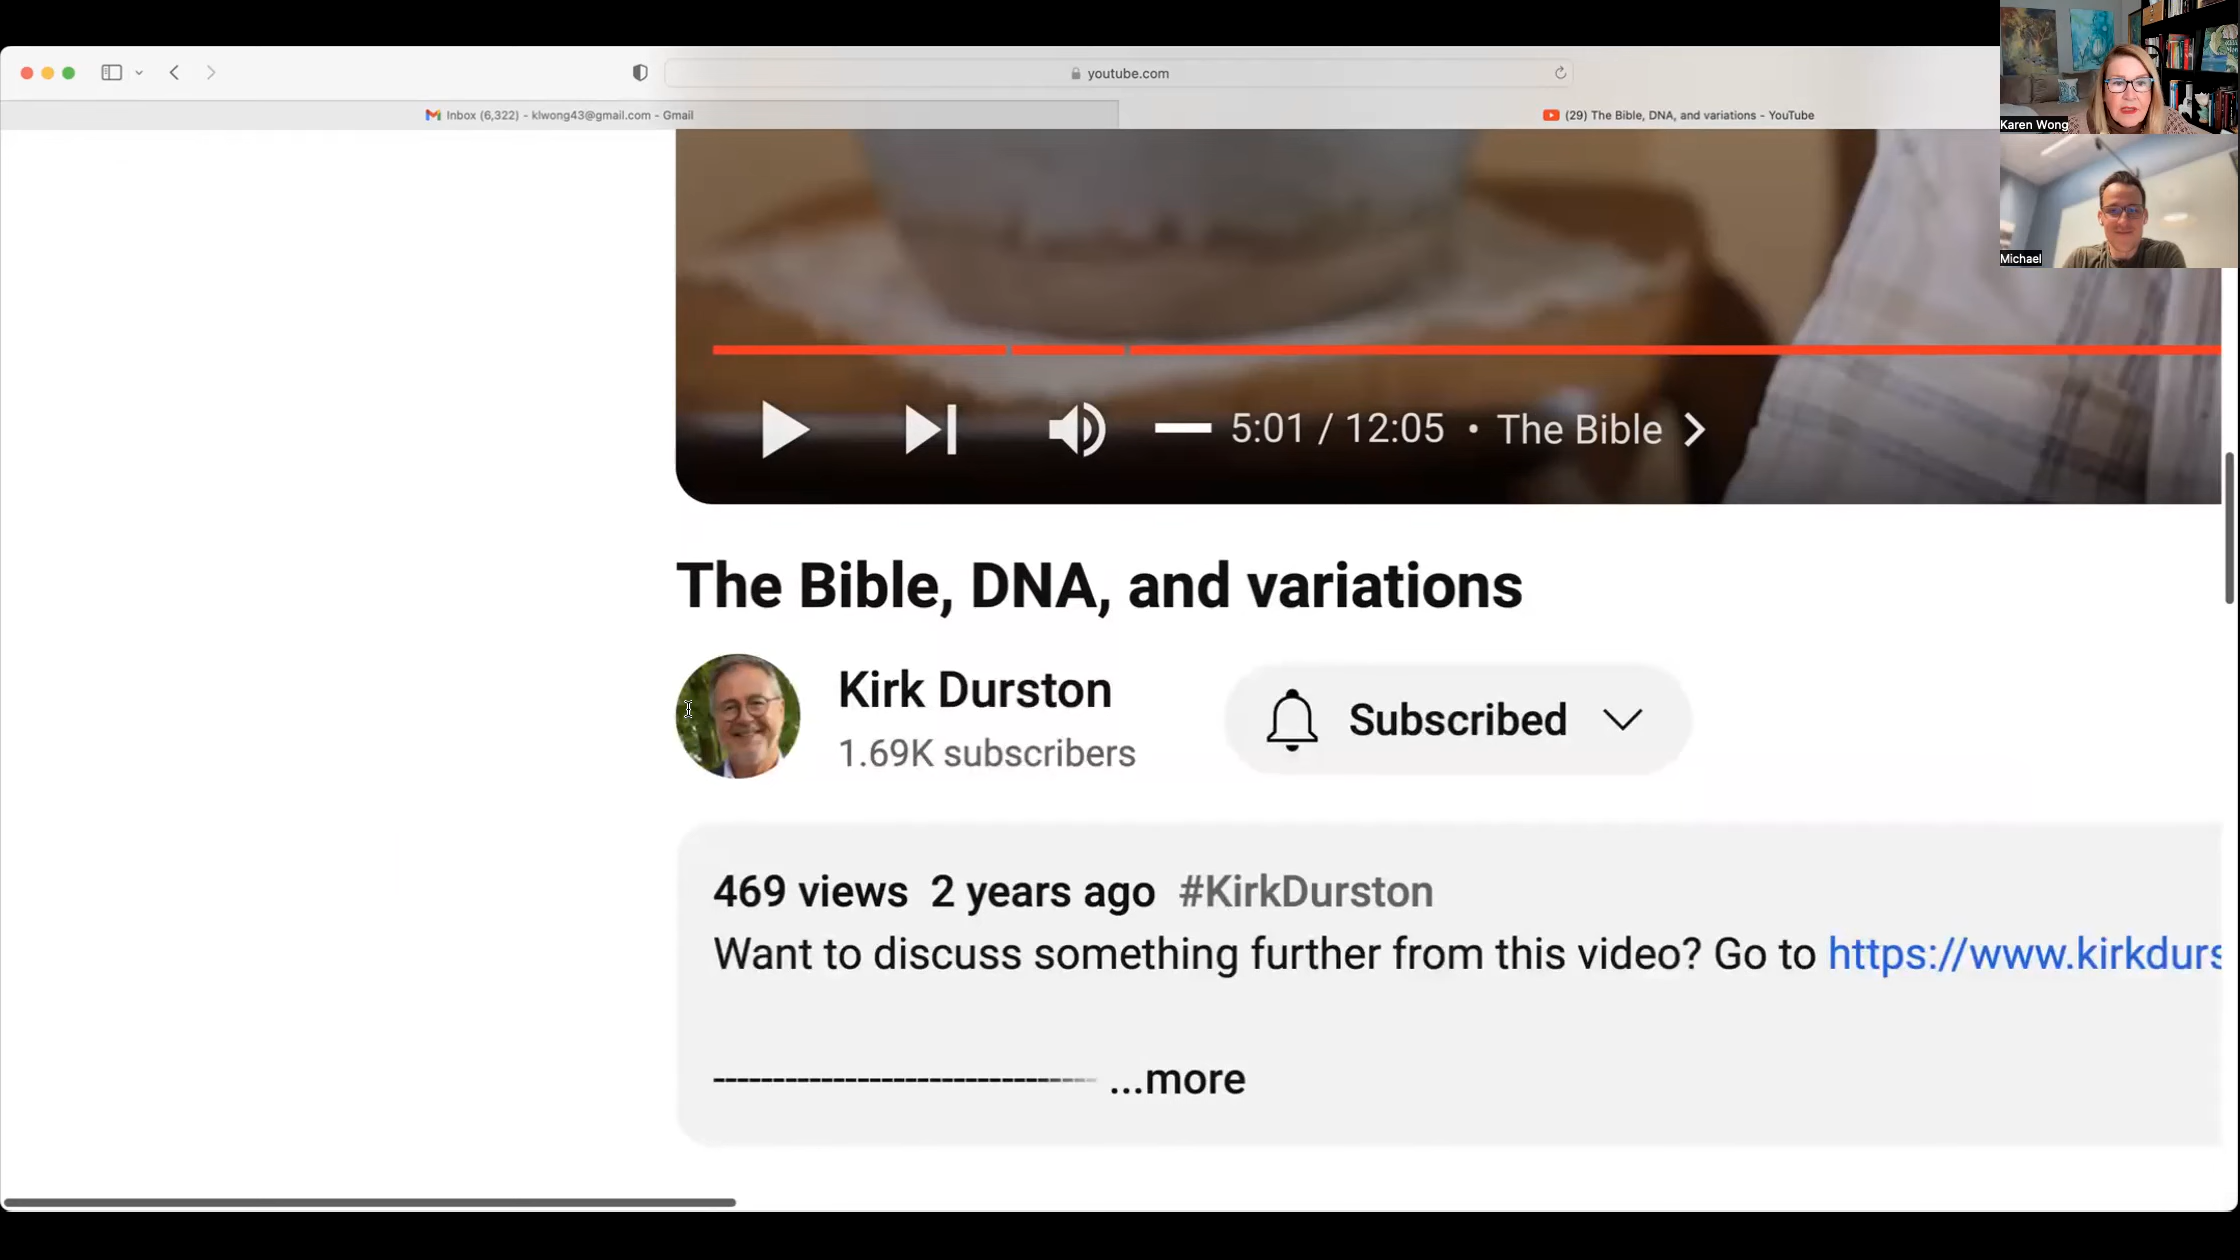 youtube.com
Inbox (6,322) - klwong43@gmail.com - Gmail
(29) The Bible, DNA, and variations - YouTube
Karen Wong
Michael
5:01 / 12:05 • The Bible
The Bible, DNA, and variations
Kirk Durston
1.69K subscribers
Subscribed
469 views 2 years ago #KirkDurston
Want to discuss something further from this video? Go to https://www.kirkdurs
...more